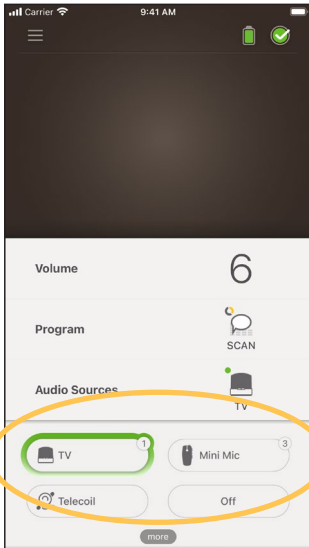 Carrier 9:41 AM
Volume 6
Program
SCAN
Audio Sources
TV
TV 1 Mini Mic 3
Telecoil Off
more